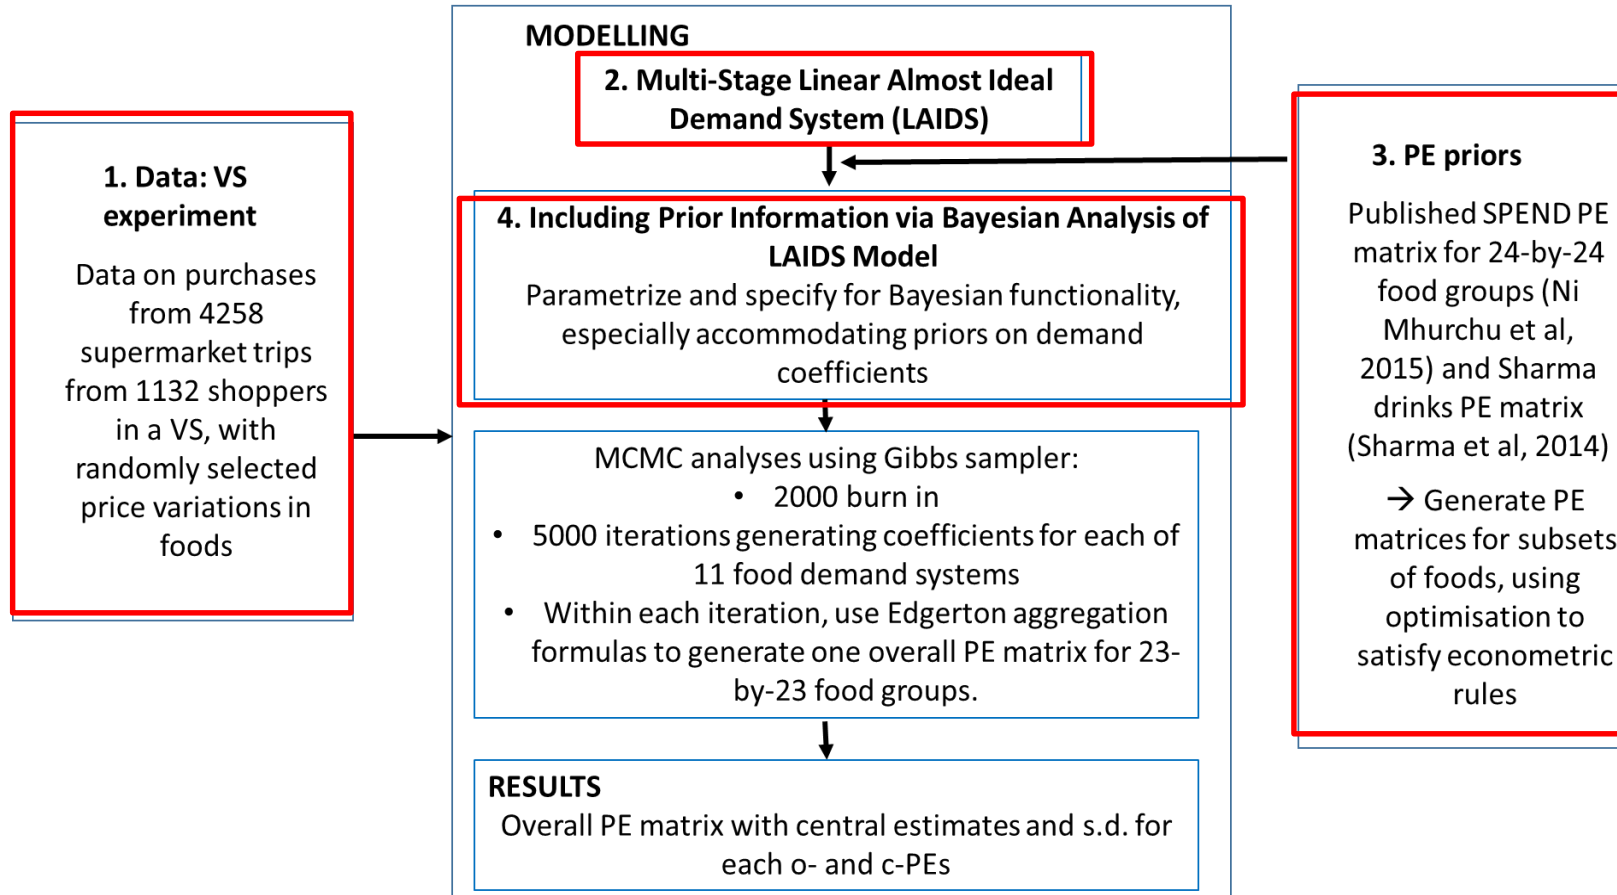 MODELLING
2. Multi-Stage Linear Almost Ideal
Demand System (LAIDS)
1. Data: VS
experiment
Data on purchases
from 4258
supermarket trips
from 1132 shoppers
in a VS, with
randomly selected
price variations in
foods
3. PE priors
Published SPEND PE
matrix for 24-by-24
food groups (Ni
Mhurchu et al,
2015) and Sharma
drinks PE matrix
(Sharma et al, 2014)
→ Generate PE
matrices for subsets
of foods, using
optimisation to
satisfy econometric
rules
4. Including Prior Information via Bayesian Analysis of
LAIDS Model
Parametrize and specify for Bayesian functionality,
especially accommodating priors on demand
coefficients
MCMC analyses using Gibbs sampler:
• 2000 burn in
• 5000 iterations generating coefficients for each of
11 food demand systems
• Within each iteration, use Edgerton aggregation
formulas to generate one overall PE matrix for 23-
by-23 food groups.
RESULTS
Overall PE matrix with central estimates and s.d. for
each o- and c-PEs